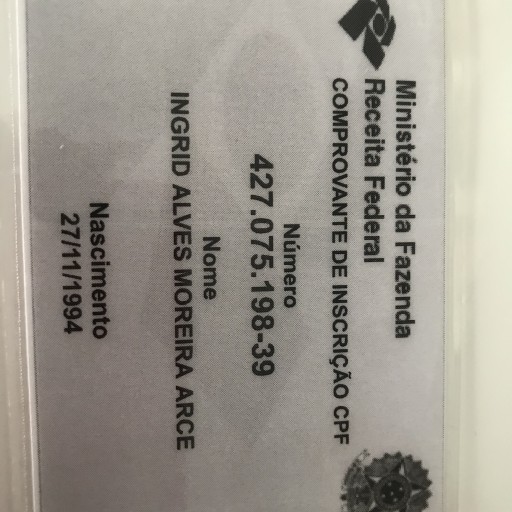 Ministério da Fazenda
Receita Federal
COMPROVANTE DE INSCRIÇÃO CPF
Número
427.075.198-39
Nome
INGRID ALVES MOREIRA ARCE
Nascimento
27/11/1994